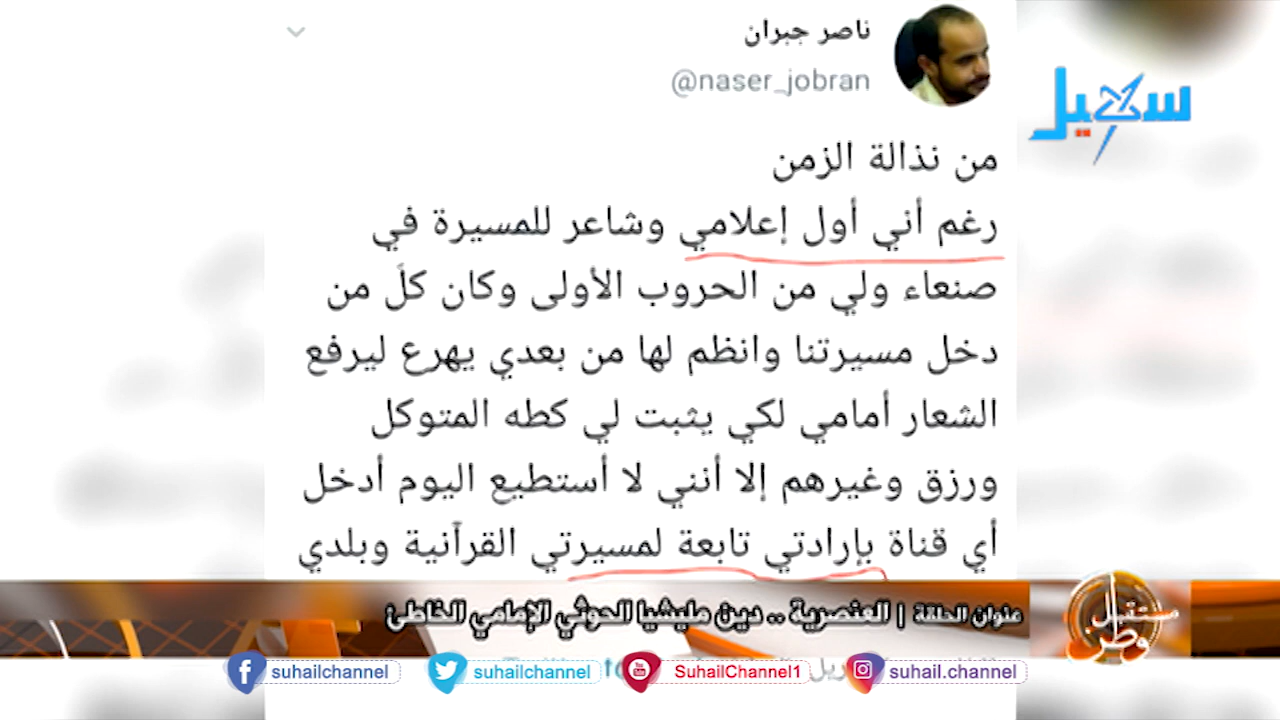 ناصر جبران
@naser_jobran
سهيل
من نذالة الزمن
رغم أني أول إعلامي وشاعر للمسيرة في
صنعاء ولي من الحروب الأولى وكان كلَ من
دخل مسيرتنا وانظم لها من بعدي يهرع ليرفع
الشعار أمامي لكي يثبت لي كطه المتوكل
ورزق وغيرهم إلا أنني لا أستطيع اليوم أدخل
أي قناة بإرادتي تابعة لمسيرتي القرآنية وبلدي
عنوان الحلقة | العنصرية .. دين مليشيا الحوثي الإمامي الخاطئ
مستقبل وطن
suhailchannel
suhailchannel
SuhailChannel1
suhail.channel